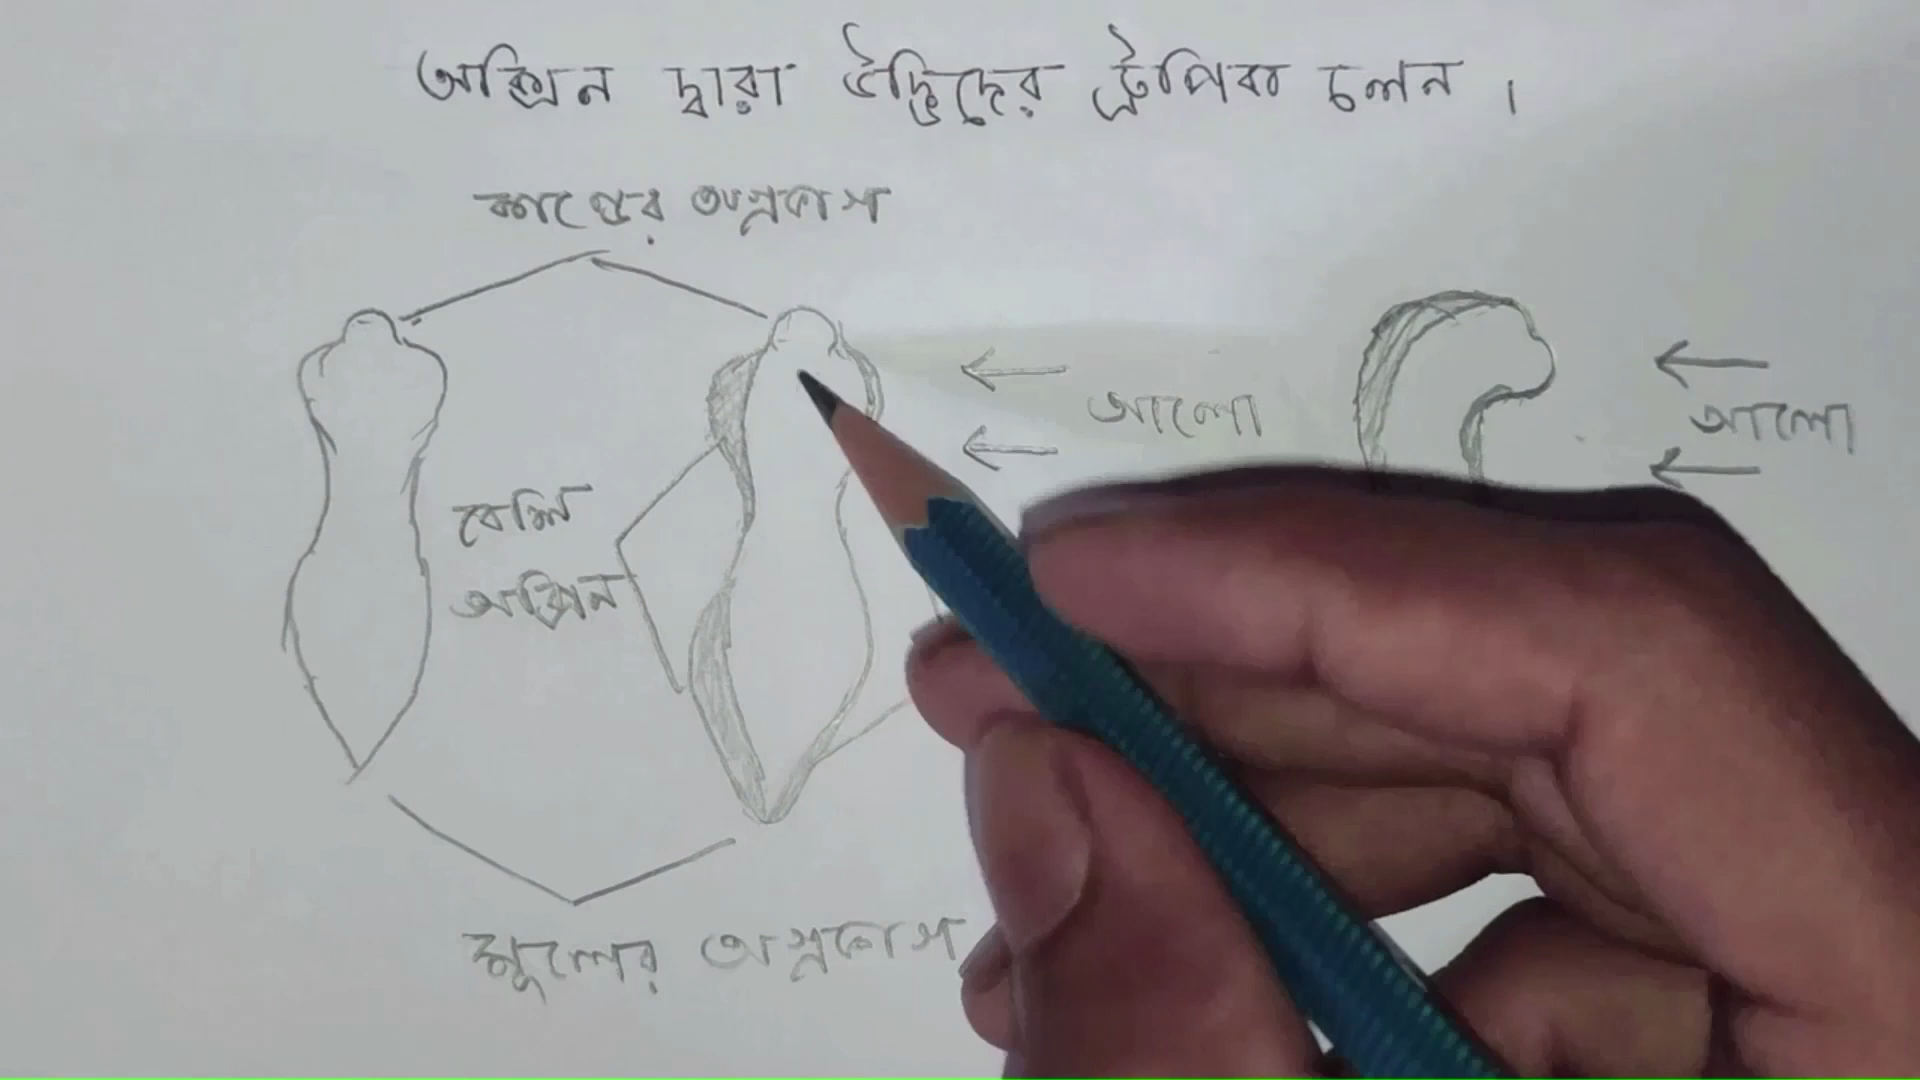 অক্সিন দ্বারা উদ্ভিদের ট্রপিক চলন ।
কাণ্ডের অগ্রভাগ
আলো
আলো
বেশি
অক্সিন
মূলের অগ্রভাগ